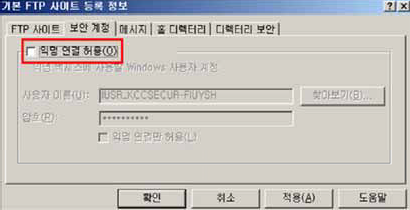 기본 FTP 사이트 등록 정보
FTP 사이트 보안 계정 메시지 홈 디렉터리 디렉터리 보안
익명 연결 허용(O)
익명 액세스에 사용할 Windows 사용자 계정
사용자 이름(U): IUSR_KCCSECUR-FIUYSH 찾아보기(B)...
암호(P): **********
익명 연결만 허용(L)
확인 취소 적용(A) 도움말